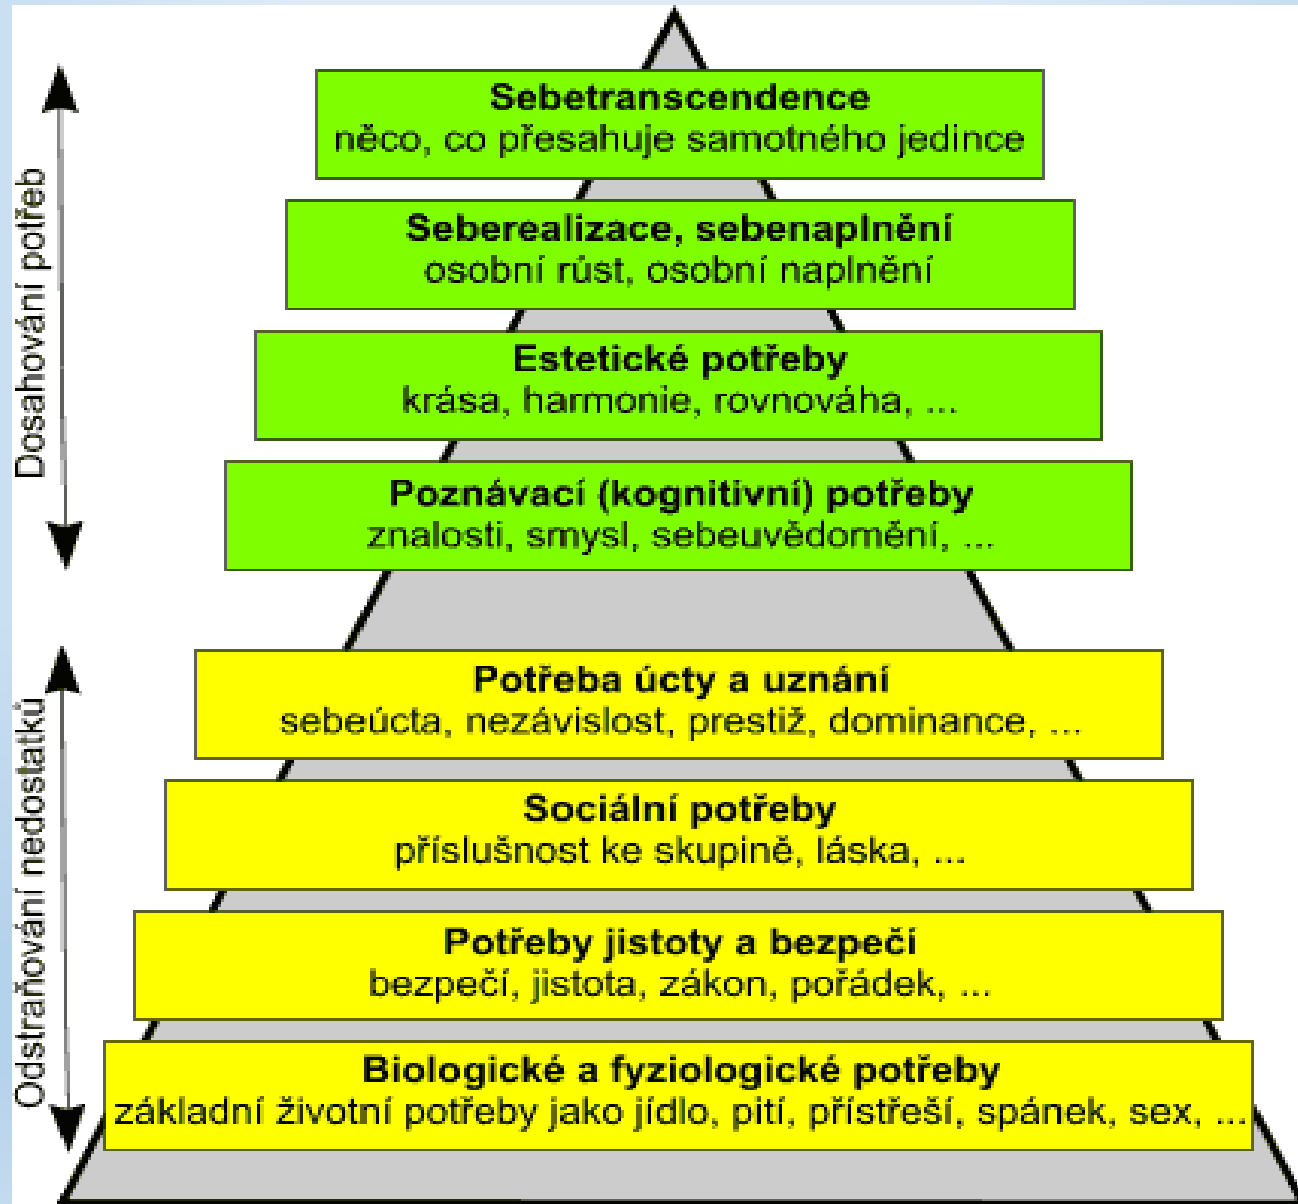 Sebetranscendence
něco, co přesahuje samotného jedince
Seberealizace, sebenaplnění
osobní růst, osobní naplnění
Estetické potřeby
krása, harmonie, rovnováha, ...
Poznávací (kognitivní) potřeby
znalosti, smysl, sebeuvědomění, ...
Dosahování potřeb
Potřeba úcty a uznání
sebeúcta, nezávislost, prestiž, dominance, ...
Sociální potřeby
příslušnost ke skupině, láska, ...
Potřeby jistoty a bezpečí
bezpečí, jistota, zákon, pořádek, ...
Biologické a fyziologické potřeby
základní životní potřeby jako jídlo, pití, přístřeší, spánek, sex, ...
Odstraňování nedostatků